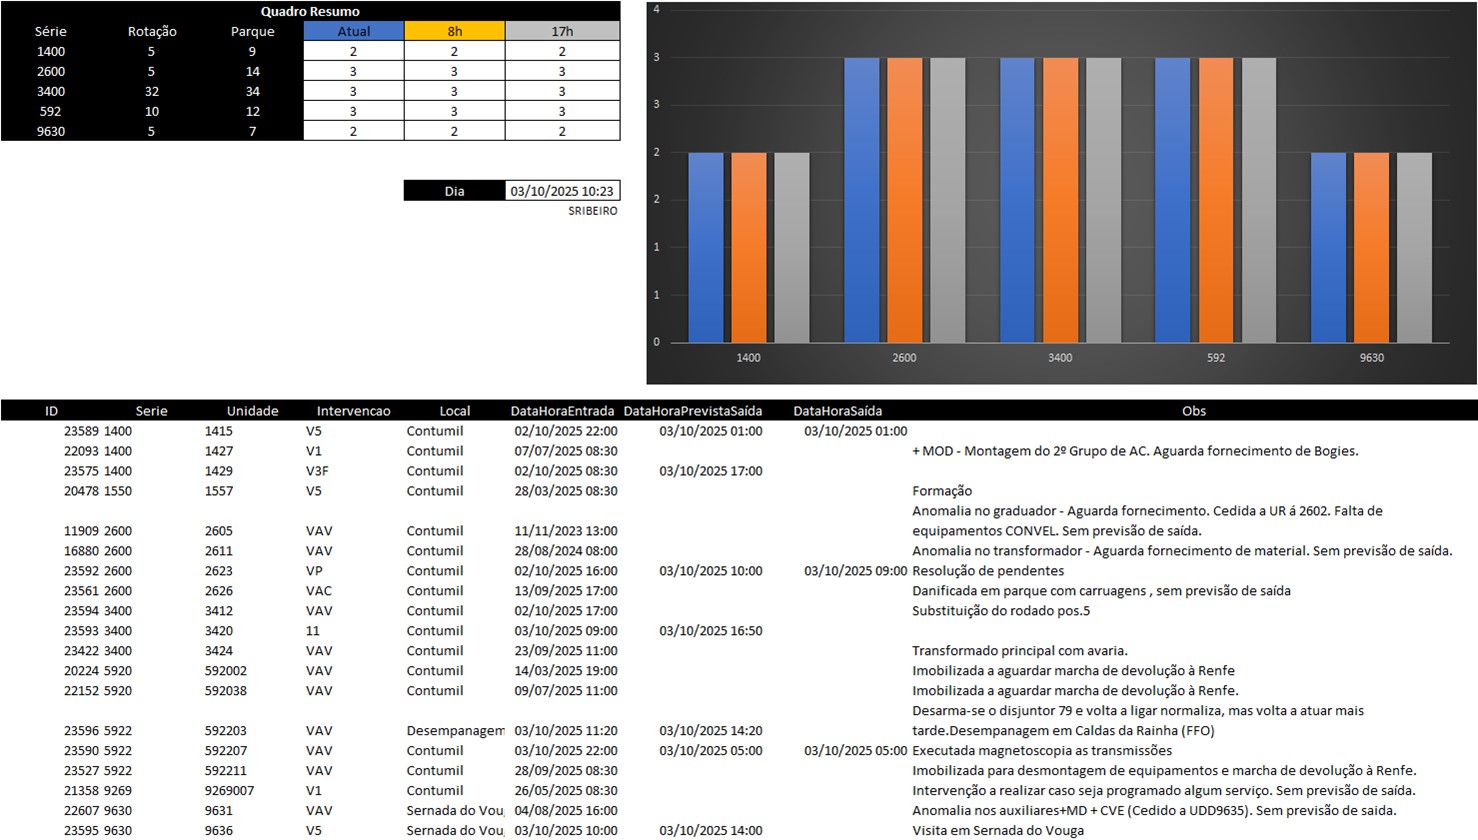 Quadro Resumo
Série Rotação Parque Atual 8h 17h
1400 5 9 2 2 2
2600 5 14 3 3 3
3400 32 34 3 3 3
592 10 12 3 3 3
9630 5 7 2 2 2
Dia 03/10/2025 10:23
SRIBEIRO
4
3
3
2
2
1
1
0
1400 2600 3400 592 9630
ID Serie Unidade Intervencao Local DataHoraEntrada DataHoraPrevistaSaída DataHoraSaída Obs
23589 1400 1415 V5 Contumil 02/10/2025 22:00 03/10/2025 01:00 03/10/2025 01:00
22093 1400 1427 V1 Contumil 07/07/2025 08:30 + MOD - Montagem do 2º Grupo de AC. Aguarda fornecimento de Bogies.
23575 1400 1429 V3F Contumil 02/10/2025 08:30 03/10/2025 17:00
20478 1550 1557 V5 Contumil 28/03/2025 08:30 Formação
Anomalia no graduador - Aguarda fornecimento. Cedida a UR á 2602. Falta de
11909 2600 2605 VAV Contumil 11/11/2023 13:00 equipamentos CONVEL. Sem previsão de saída.
16880 2600 2611 VAV Contumil 28/08/2024 08:00 Anomalia no transformador - Aguarda fornecimento de material. Sem previsão de saída.
23592 2600 2623 VP Contumil 02/10/2025 16:00 03/10/2025 10:00 03/10/2025 09:00 Resolução de pendentes
23561 2600 2626 VAC Contumil 13/09/2025 17:00 Danificada em parque com carruagens , sem previsão de saída
23594 3400 3412 VAV Contumil 02/10/2025 17:00 Substituição do rodado pos.5
23593 3400 3420 11 Contumil 03/10/2025 09:00 03/10/2025 16:50
23422 3400 3424 VAV Contumil 23/09/2025 11:00 Transformado principal com avaria.
20224 5920 592002 VAV Contumil 14/03/2025 19:00 Imobilizada a aguardar marcha de devolução à Renfe
22152 5920 592038 VAV Contumil 09/07/2025 11:00 Imobilizada a aguardar marcha de devolução à Renfe.
Desarma-se o disjuntor 79 e volta a ligar normaliza, mas volta a atuar mais
23596 5922 592203 VAV Desempanagem 03/10/2025 11:20 03/10/2025 14:20 tarde.Desempanagem em Caldas da Rainha (FFO)
23590 5922 592207 VAV Contumil 03/10/2025 22:00 03/10/2025 05:00 03/10/2025 05:00 Executada magnetoscopia as transmissões
23527 5922 592211 VAV Contumil 28/09/2025 08:30 Imobilizada para desmontagem de equipamentos e marcha de devolução à Renfe.
21358 9269 9269007 V1 Contumil 26/05/2025 08:30 Intervenção a realizar caso seja programado algum serviço. Sem previsão de saída.
22607 9630 9631 VAV Sernada do Vou 04/08/2025 16:00 Anomalia nos auxiliares+MD + CVE (Cedido a UDD9635). Sem previsão de saida.
23595 9630 9636 V5 Sernada do Vou 03/10/2025 10:00 03/10/2025 14:00 Visita em Sernada do Vouga